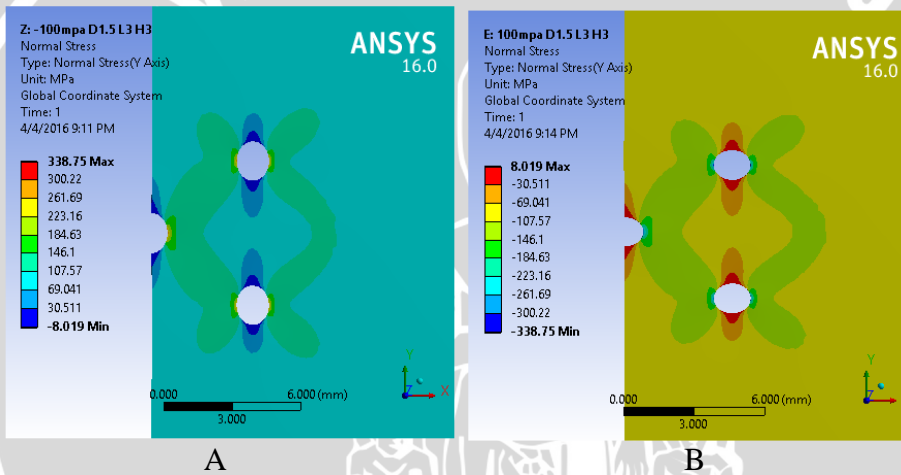 Z: -100mpa D1.5 L3 H3
Normal Stress
Type: Normal Stress(Y Axis)
Unit: MPa
Global Coordinate System
Time: 1
4/4/2016 9:11 PM
338.75 Max
300.22
261.69
223.16
184.63
146.1
107.57
69.041
30.511
-8.019 Min
ANSYS
16.0
Y
X
Z
0.000
6.000 (mm)
3.000
A
E: 100mpa D1.5 L3 H3
Normal Stress
Type: Normal Stress(Y Axis)
Unit: MPa
Global Coordinate System
Time: 1
4/4/2016 9:14 PM
8.019 Max
-30.511
-69.041
-107.57
-146.1
-184.63
-223.16
-261.69
-300.22
-338.75 Min
ANSYS
16.0
Y
X
Z
0.000
6.000 (mm)
3.000
B